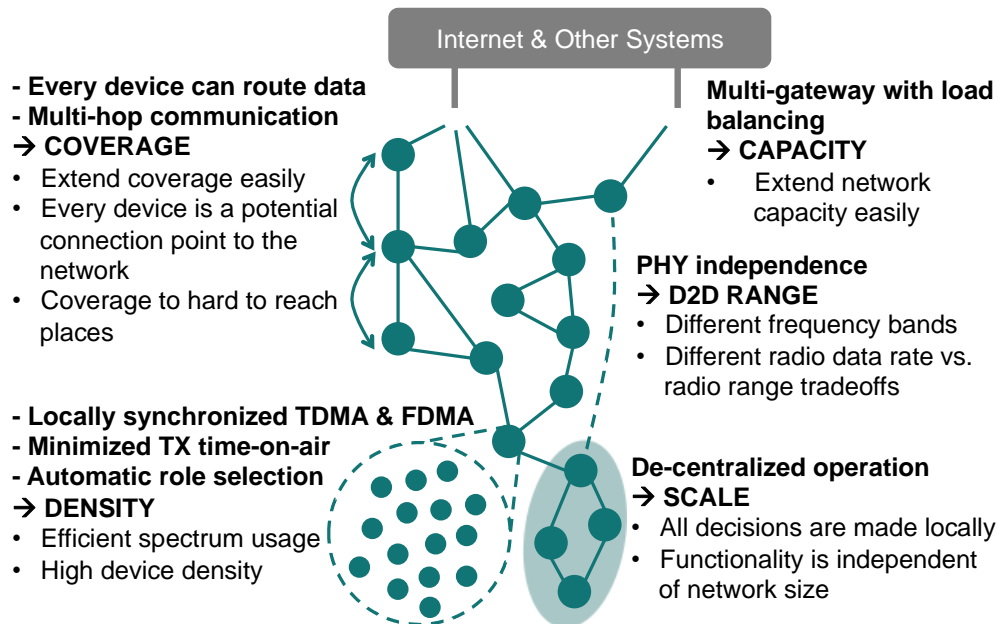 Internet & Other Systems
- Every device can route data
- Multi-hop communication
→ COVERAGE
• Extend coverage easily
• Every device is a potential
connection point to the
network
• Coverage to hard to reach
places
Multi-gateway with load
balancing
→ CAPACITY
• Extend network
capacity easily
PHY independence
→ D2D RANGE
• Different frequency bands
• Different radio data rate vs.
radio range tradeoffs
- Locally synchronized TDMA & FDMA
- Minimized TX time-on-air
- Automatic role selection
→ DENSITY
• Efficient spectrum usage
• High device density
De-centralized operation
→ SCALE
• All decisions are made locally
• Functionality is independent
of network size